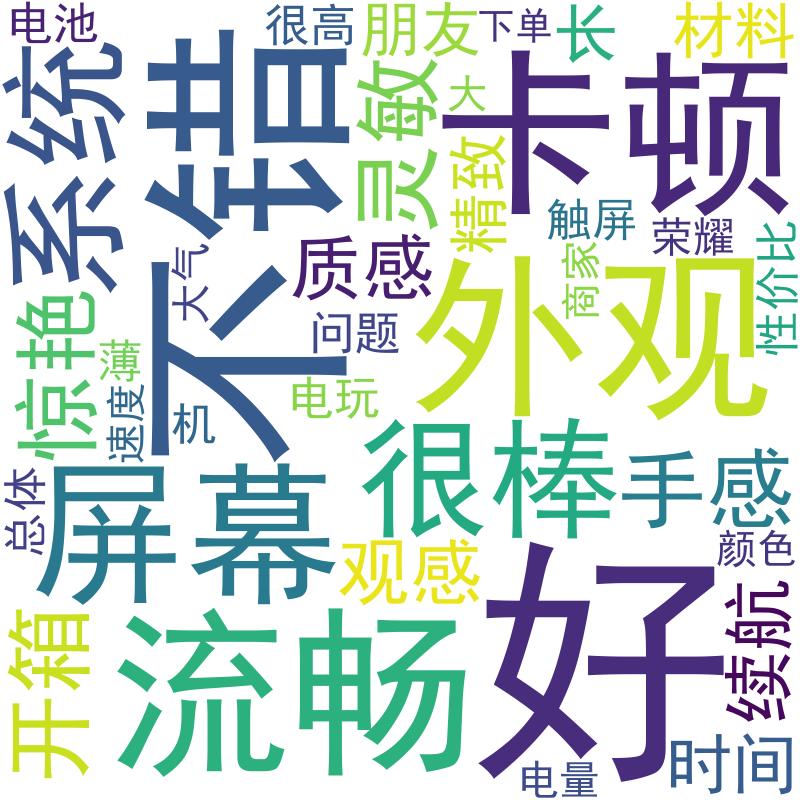 电池
很高
朋友
下单
长
材料
系统
不错
灵敏
大
卡顿
精致
触屏
荣耀
性价比
大气
质感
商家
外观
惊艳
问题
薄
速度
机
电玩
很棒
手感
总体
屏幕
观感
好
颜色
续航
开箱
流畅
电量
时间